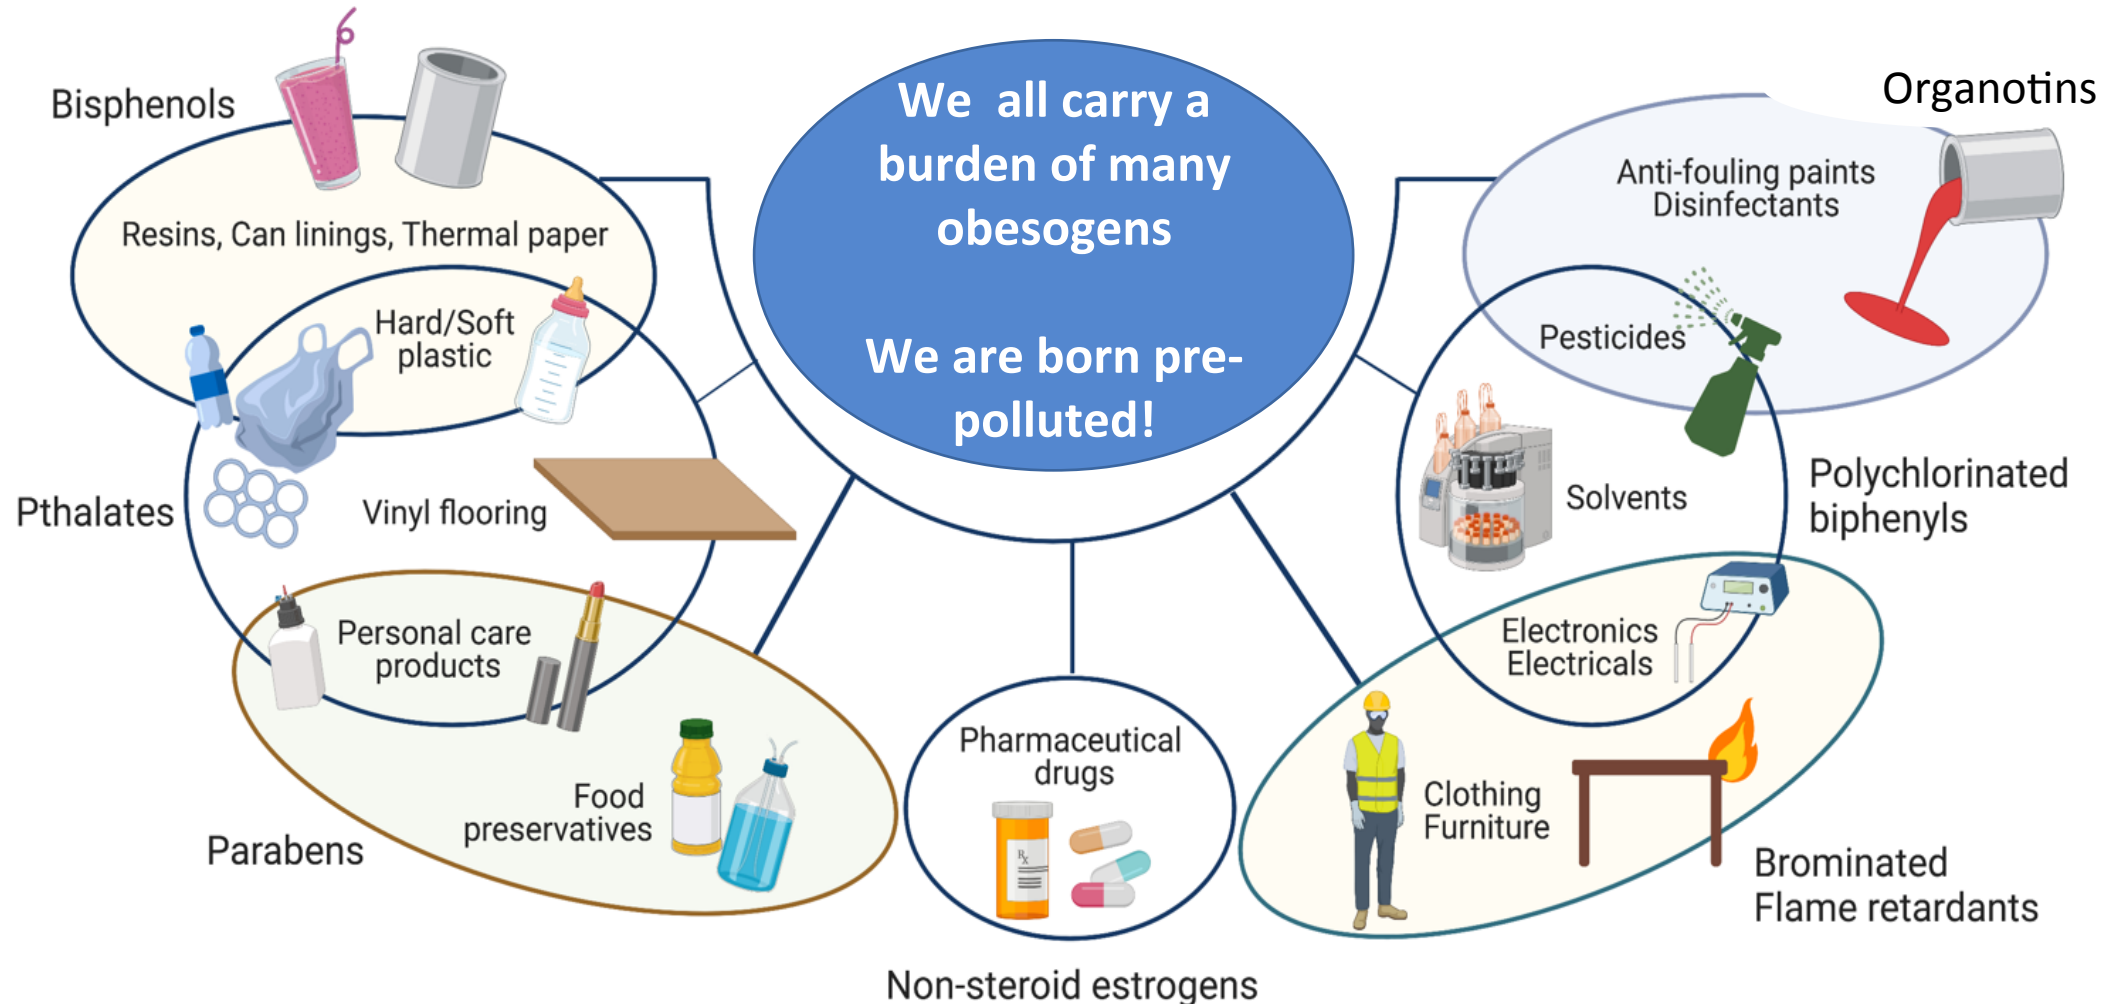 We all carry a
burden of many
obesogens
We are born pre-
polluted!
Bisphenols
Resins, Can linings, Thermal paper
Hard/Soft
plastic
Pthalates
Vinyl flooring
Personal care
products
Food
preservatives
Parabens
Pharmaceutical
drugs
Rx
Non-steroid estrogens
Organotins
Anti-fouling paints
Disinfectants
Pesticides
Solvents
Polychlorinated
biphenyls
Electronics
Electricals
Clothing
Furniture
Brominated
Flame retardants